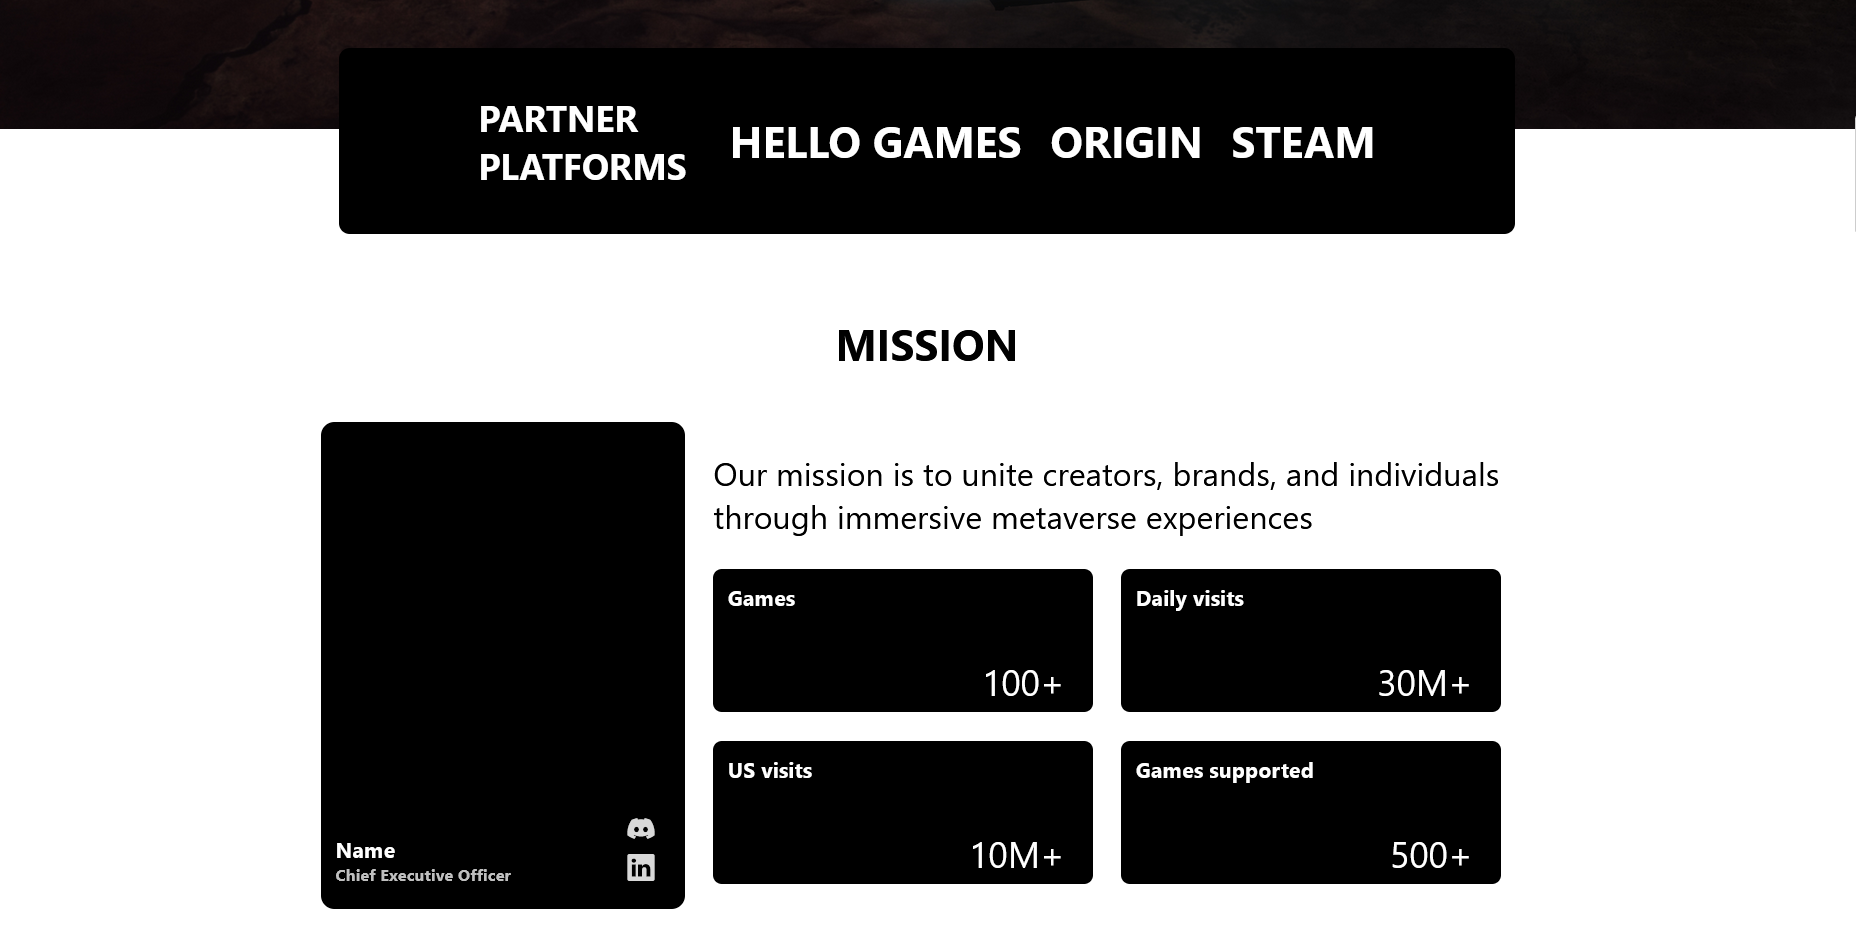 PARTNER
PLATFORMS
HELLO GAMES ORIGIN STEAM
MISSION
Our mission is to unite creators, brands, and individuals
through immersive metaverse experiences
Games
100+
Daily visits
30M+
US visits
10M+
Games supported
500+
Name
Chief Executive Officer
in